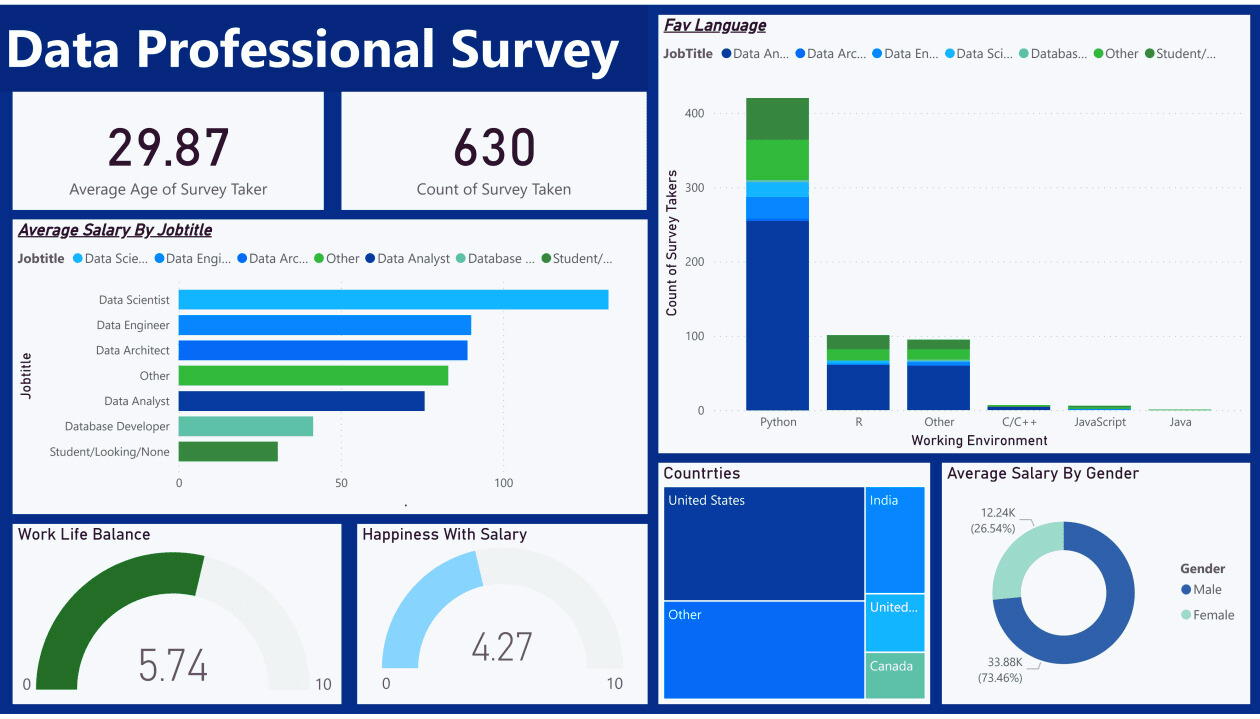 Data Professional Survey
29.87
Average Age of Survey Taker
630
Count of Survey Taken
Average Salary By Jobtitle
Jobtitle Data Scie... Data Engi... Data Arc... Other Data Analyst Database ... Student/...
Jobtitle
Data Scientist
Data Engineer
Data Architect
Other
Data Analyst
Database Developer
Student/Looking/None
0 50 100
Work Life Balance
5.74
0 10
Happiness With Salary
4.27
0 10
Fav Language
JobTitle Data An... Data Arc... Data En... Data Sci... Databas... Other Student/...
Count of Survey Takers
400
300
200
100
0
Python R Other C/C++ JavaScript Java
Working Environment
Countrties
United States
India
Other
United...
Canada
Average Salary By Gender
12.24K
(26.54%)
33.88K
(73.46%)
Gender
Male
Female